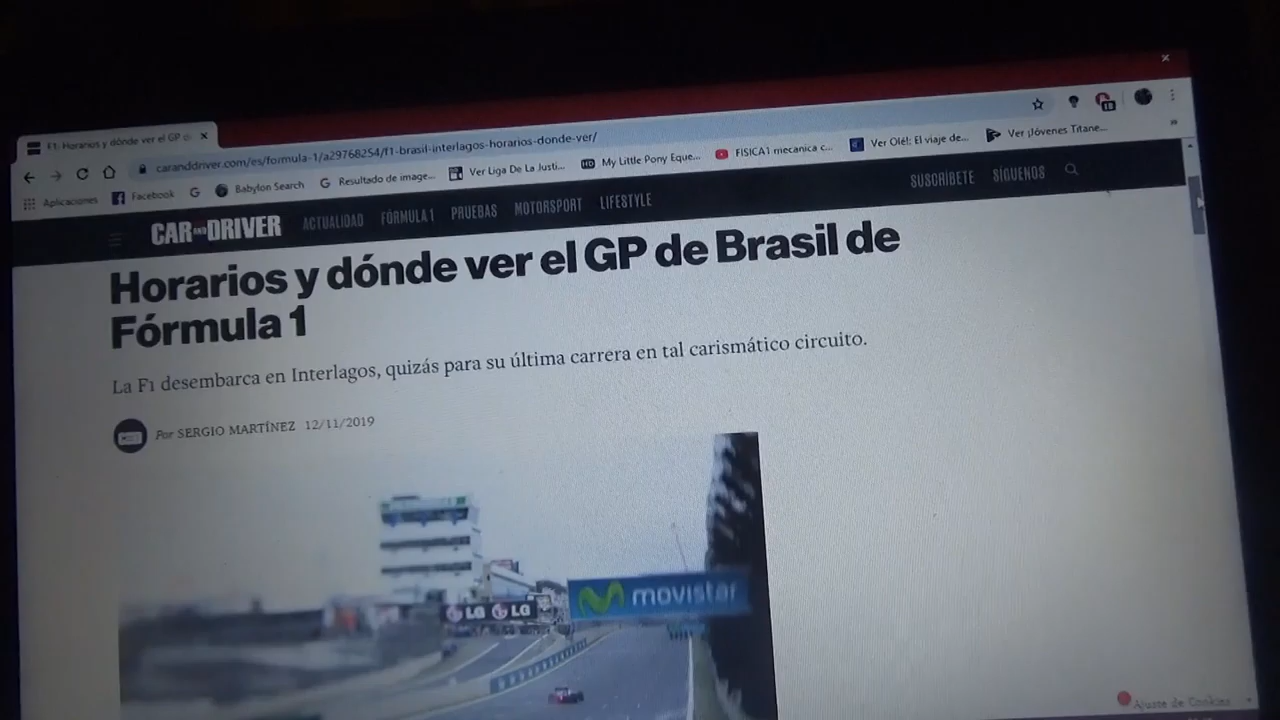 F1: Horarios y dónde ver el GP d
caranddriver.com/es/formula-1/a29768254/f1-brasil-interlagos-horarios-donde-ver/
18
Aplicaciones Facebook Babylon Search Resultado de image... Ver Liga De La Justi... My Little Pony Eque... FISICA1 mecanica c... Ver Olé!: El viaje de... Ver ¡Jóvenes Titane... »
CAR AND DRIVER ACTUALIDAD FÓRMULA 1 PRUEBAS MOTORSPORT LIFESTYLE SUSCRÍBETE SÍGUENOS
Horarios y dónde ver el GP de Brasil de
Fórmula 1
La F1 desembarca en Interlagos, quizás para su última carrera en tal carismático circuito.
Por SERGIO MARTÍNEZ 12/11/2019
LG LG
movistar
Ajuste de Cookies